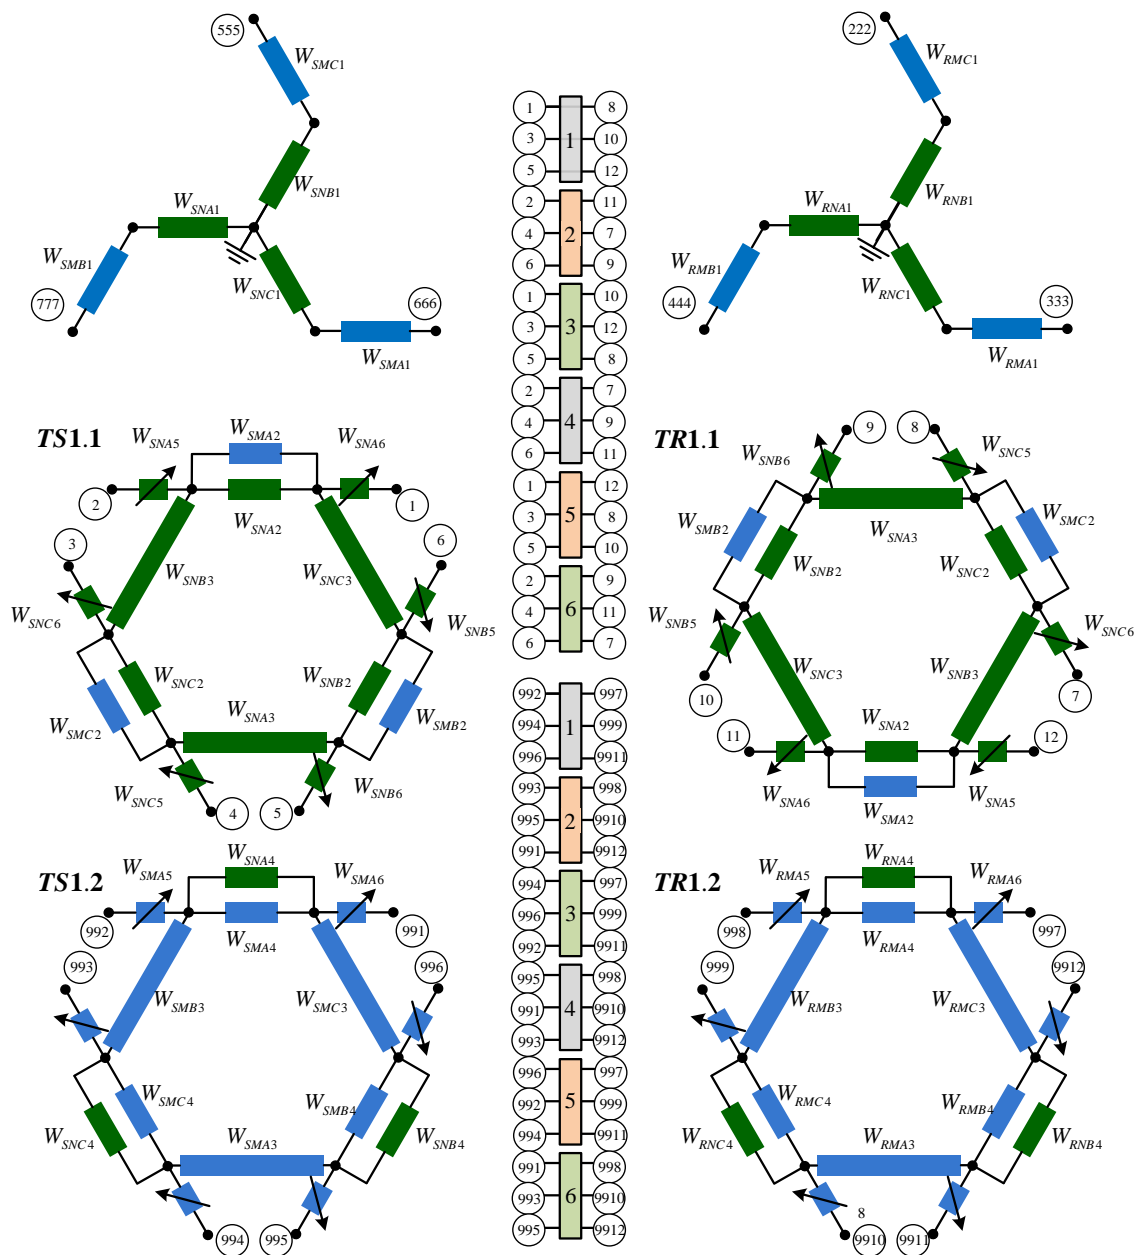 555
W_SMC1
W_SNB1
W_SNA1
W_SMB1
W_SNC1
777
666
W_SMA1
222
W_RMC1
W_RNB1
W_RNA1
W_RMB1
W_RNC1
444
333
W_RMA1
1 8
3 1 10
5 12
2 11
4 2 7
6 9
1 10
3 3 12
5 8
2 7
4 4 9
6 11
1 12
3 5 8
5 10
2 9
4 6 11
6 7
992 997
994 1 999
996 9911
993 998
995 2 9910
991 9912
994 997
996 3 999
992 9911
995 998
991 4 9910
993 9912
996 997
992 5 999
994 9911
991 998
993 6 9910
995 9912
TS1.1
W_SNA5
W_SMA2
W_SNA6
2
1
W_SNA2
3
6
W_SNB3
W_SNC3
W_SNC6
W_SNB5
W_SNC2
W_SNB2
W_SNA3
W_SMC2
W_SMB2
W_SNC5
W_SNB6
4
5
TR1.1
9
8
W_SNB6
W_SNC5
W_SMB2
W_SMC2
W_SNA3
W_SNB2
W_SNC2
W_SNB5
W_SNC6
W_SNC3
W_SNB3
10
7
11
W_SNA2
12
W_SNA6
W_SMA2
W_SNA5
TS1.2
W_SMA5
W_SNA4
W_SMA6
992
991
W_SMA4
993
996
W_SMB3
W_SMC3
W_SMC4
W_SMB4
W_SNC4
W_SMA3
W_SNB4
994
995
TR1.2
W_RMA5
W_RNA4
W_RMA6
998
997
W_RMA4
999
9912
W_RMB3
W_RMC3
W_RMC4
W_RMB4
W_RNC4
W_RMA3
W_RNB4
8
9910
9911